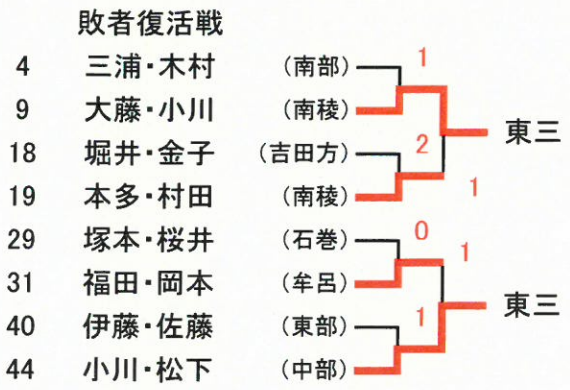 敗者復活戦
4 三浦・木村 (南部) 1
9 大藤・小川 (南稜)
東三
18 堀井・金子 (吉田方) 2
19 本多・村田 (南稜) 1
29 塚本・桜井 (石巻) 0 1
31 福田・岡本 (牟呂)
東三
40 伊藤・佐藤 (東部) 1
44 小川・松下 (中部)